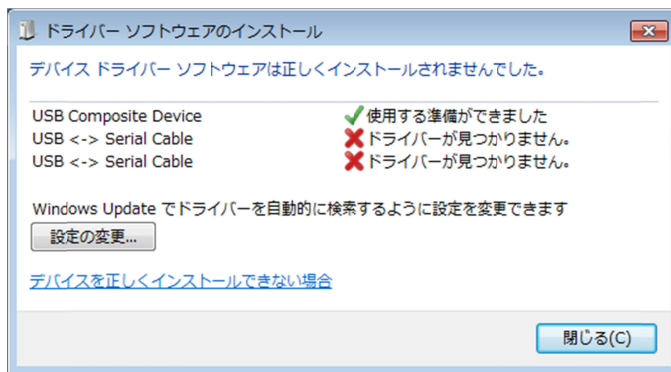 ドライバー ソフトウェアのインストール
デバイス ドライバー ソフトウェアは正しくインストールされませんでした。
USB Composite Device 使用する準備ができました
USB <-> Serial Cable ドライバーが見つかりません。
USB <-> Serial Cable ドライバーが見つかりません。
Windows Update でドライバーを自動的に検索するように設定を変更できます
設定の変更...
デバイスを正しくインストールできない場合
閉じる(C)